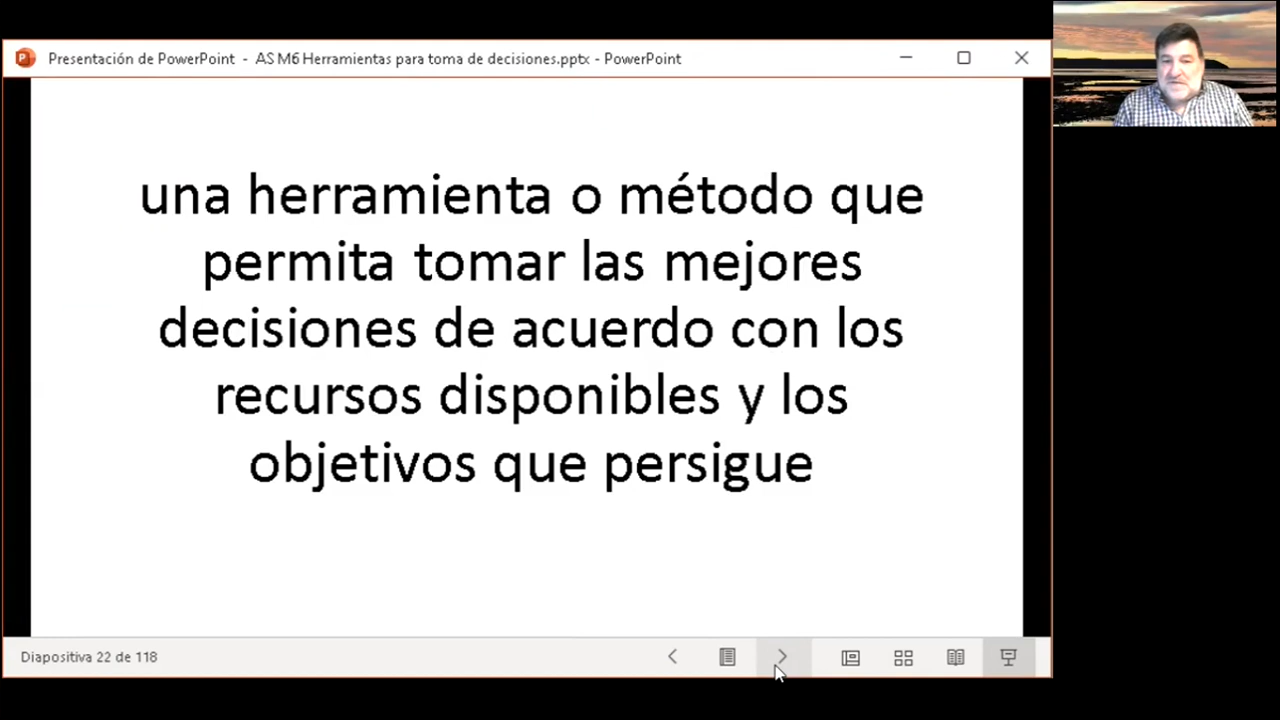 Presentación de PowerPoint - AS M6 Herramientas para toma de decisiones.pptx - PowerPoint
una herramienta o método que
permita tomar las mejores
decisiones de acuerdo con los
recursos disponibles y los
objetivos que persigue
Diapositiva 22 de 118